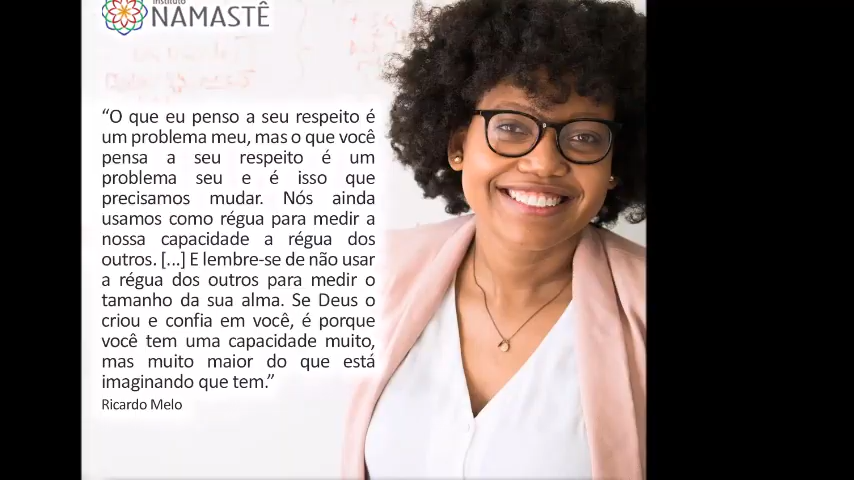 Instituto
NAMASTÊ
“O que eu penso a seu respeito é
um problema meu, mas o que você
pensa a seu respeito é um
problema seu e é isso que
precisamos mudar. Nós ainda
usamos como régua para medir a
nossa capacidade a régua dos
outros. [...] E lembre-se de não usar
a régua dos outros para medir o
tamanho da sua alma. Se Deus o
criou e confia em você, é porque
você tem uma capacidade muito,
mas muito maior do que está
imaginando que tem.”
Ricardo Melo